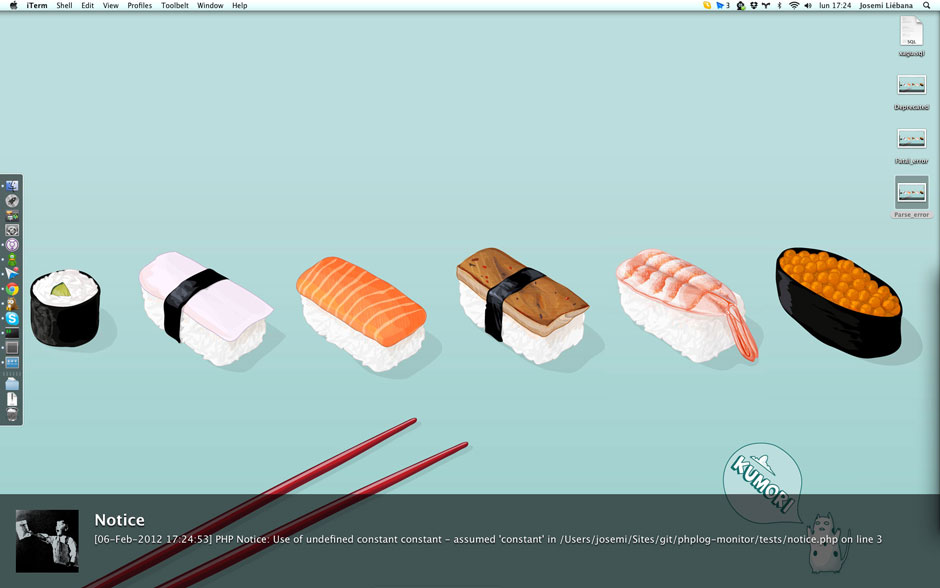 iTerm Shell Edit View Profiles Toolbelt Window Help
3 lun 17:24 Josemi Liébana
SQL
Deprecated
Fatal_error
Parse_error
KUMORI
Notice
[06-Feb-2012 17:24:53] PHP Notice: Use of undefined constant constant - assumed 'constant' in /Users/josemi/Sites/git/phplog-monitor/tests/notice.php on line 3